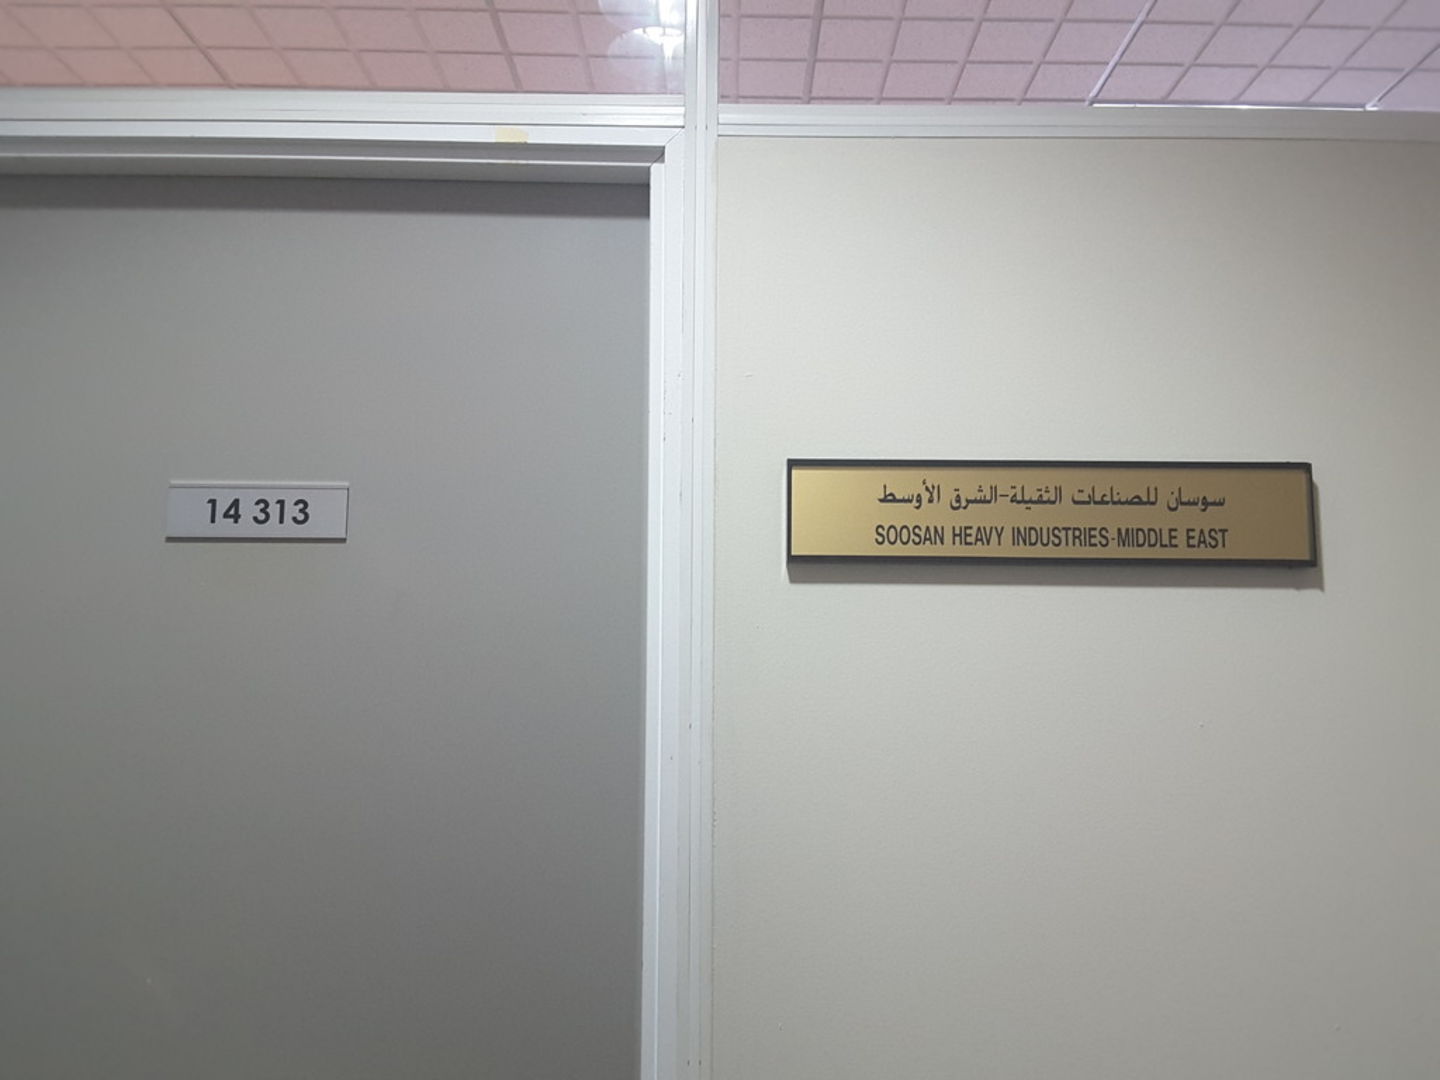 14 313
سوسان للصناعات الثقيلة-الشرق الأوسط
SOOSAN HEAVY INDUSTRIES-MIDDLE EAST